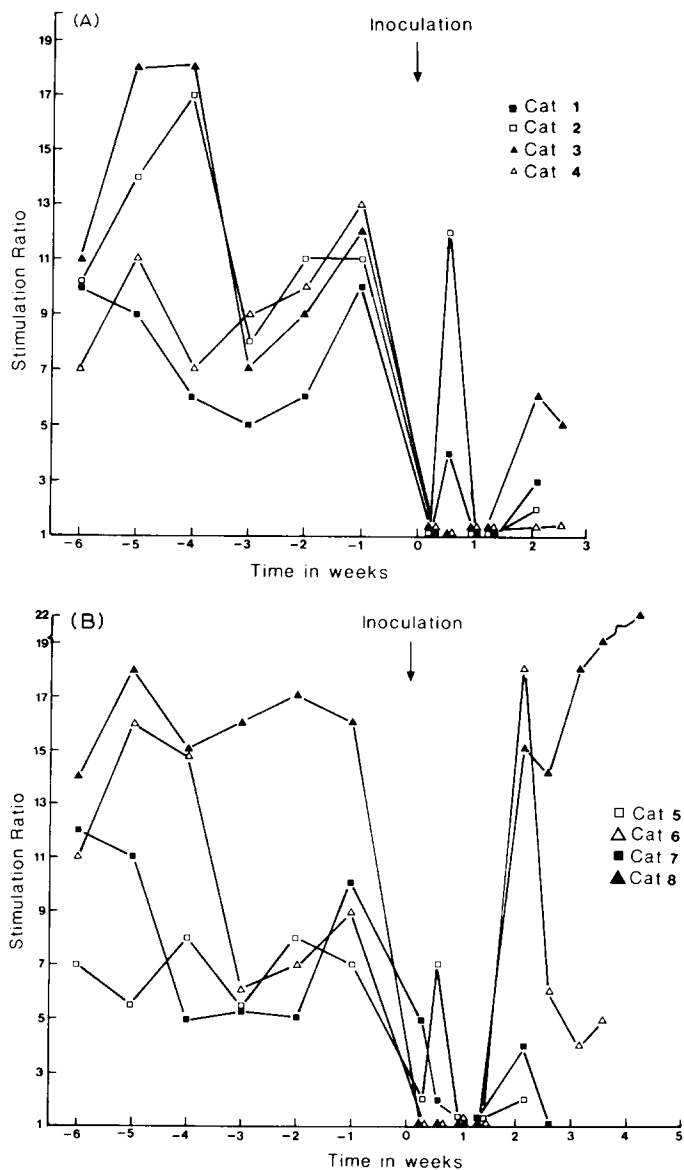 (A)
Inoculation
19
17
15
13
11
9
7
5
3
1
Stimulation Ratio
■ Cat 1
□ Cat 2
▲ Cat 3
△ Cat 4
-6 -5 -4 -3 -2 -1 0 1 2 3
Time in weeks
(B)
Inoculation
22
19
17
15
13
11
9
7
5
3
1
Stimulation Ratio
□ Cat 5
△ Cat 6
■ Cat 7
▲ Cat 8
-6 -5 -4 -3 -2 -1 0 1 2 3 4 5
Time in weeks